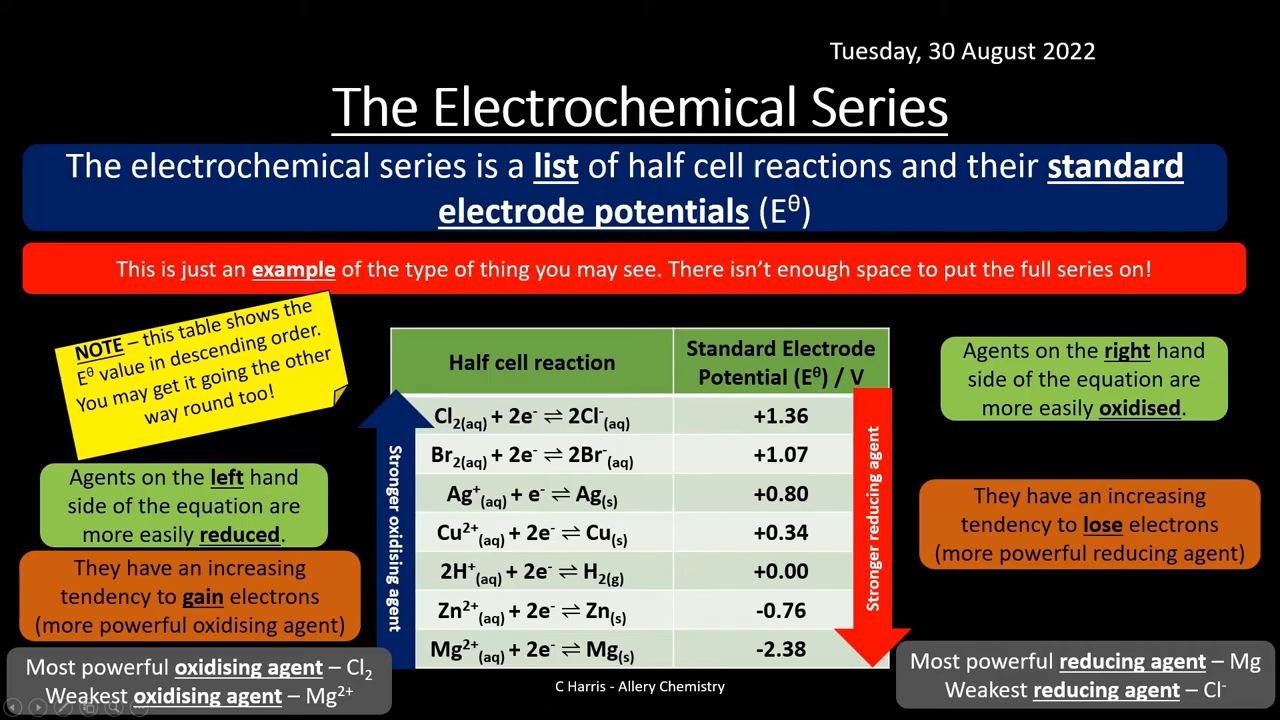 Tuesday, 30 August 2022
The Electrochemical Series
The electrochemical series is a list of half cell reactions and their standard
electrode potentials (E^θ)
This is just an example of the type of thing you may see. There isn't enough space to put the full series on!
NOTE – this table shows the
E^θ value in descending order.
You may get it going the other
way round too!
Agents on the left hand
side of the equation are
more easily reduced.
They have an increasing
tendency to gain electrons
(more powerful oxidising agent)
Most powerful oxidising agent – Cl₂
Weakest oxidising agent – Mg²⁺
Stronger oxidising agent
Half cell reaction
Standard Electrode
Potential (E^θ) / V
Cl₂(aq) + 2e⁻ ⇌ 2Cl⁻(aq) +1.36
Br₂(aq) + 2e⁻ ⇌ 2Br⁻(aq) +1.07
Ag⁺(aq) + e⁻ ⇌ Ag(s) +0.80
Cu²⁺(aq) + 2e⁻ ⇌ Cu(s) +0.34
2H⁺(aq) + 2e⁻ ⇌ H₂(g) +0.00
Zn²⁺(aq) + 2e⁻ ⇌ Zn(s) -0.76
Mg²⁺(aq) + 2e⁻ ⇌ Mg(s) -2.38
Stronger reducing agent
Agents on the right hand
side of the equation are
more easily oxidised.
They have an increasing
tendency to lose electrons
(more powerful reducing agent)
Most powerful reducing agent – Mg
Weakest reducing agent – Cl⁻
C Harris - Allery Chemistry